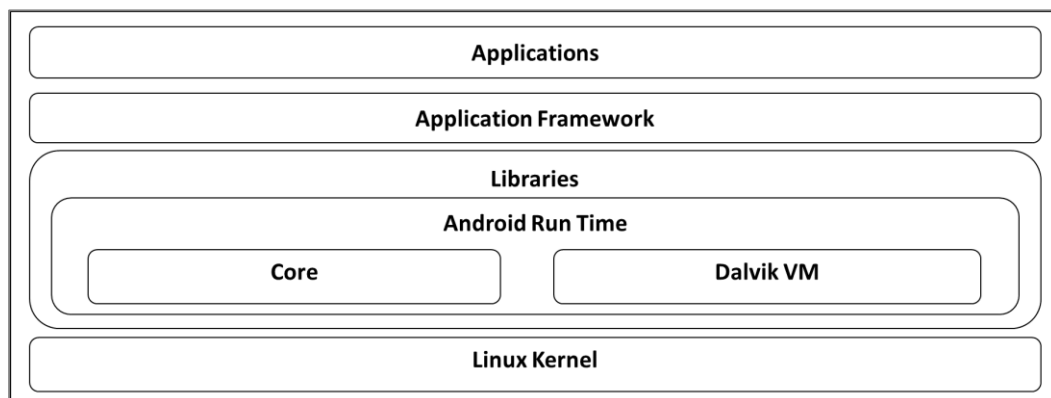 Applications
Application Framework
Libraries
Android Run Time
Core
Dalvik VM
Linux Kernel